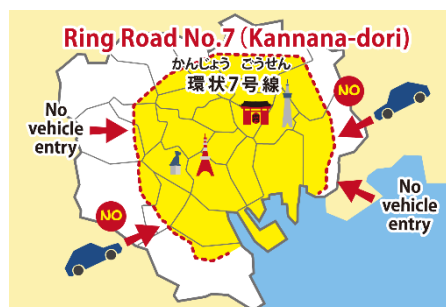 Ring Road No.7 (Kannana-dori)
かんじょう ごうせん
環状7号線
NO
No
vehicle
entry
No
vehicle
entry
NO